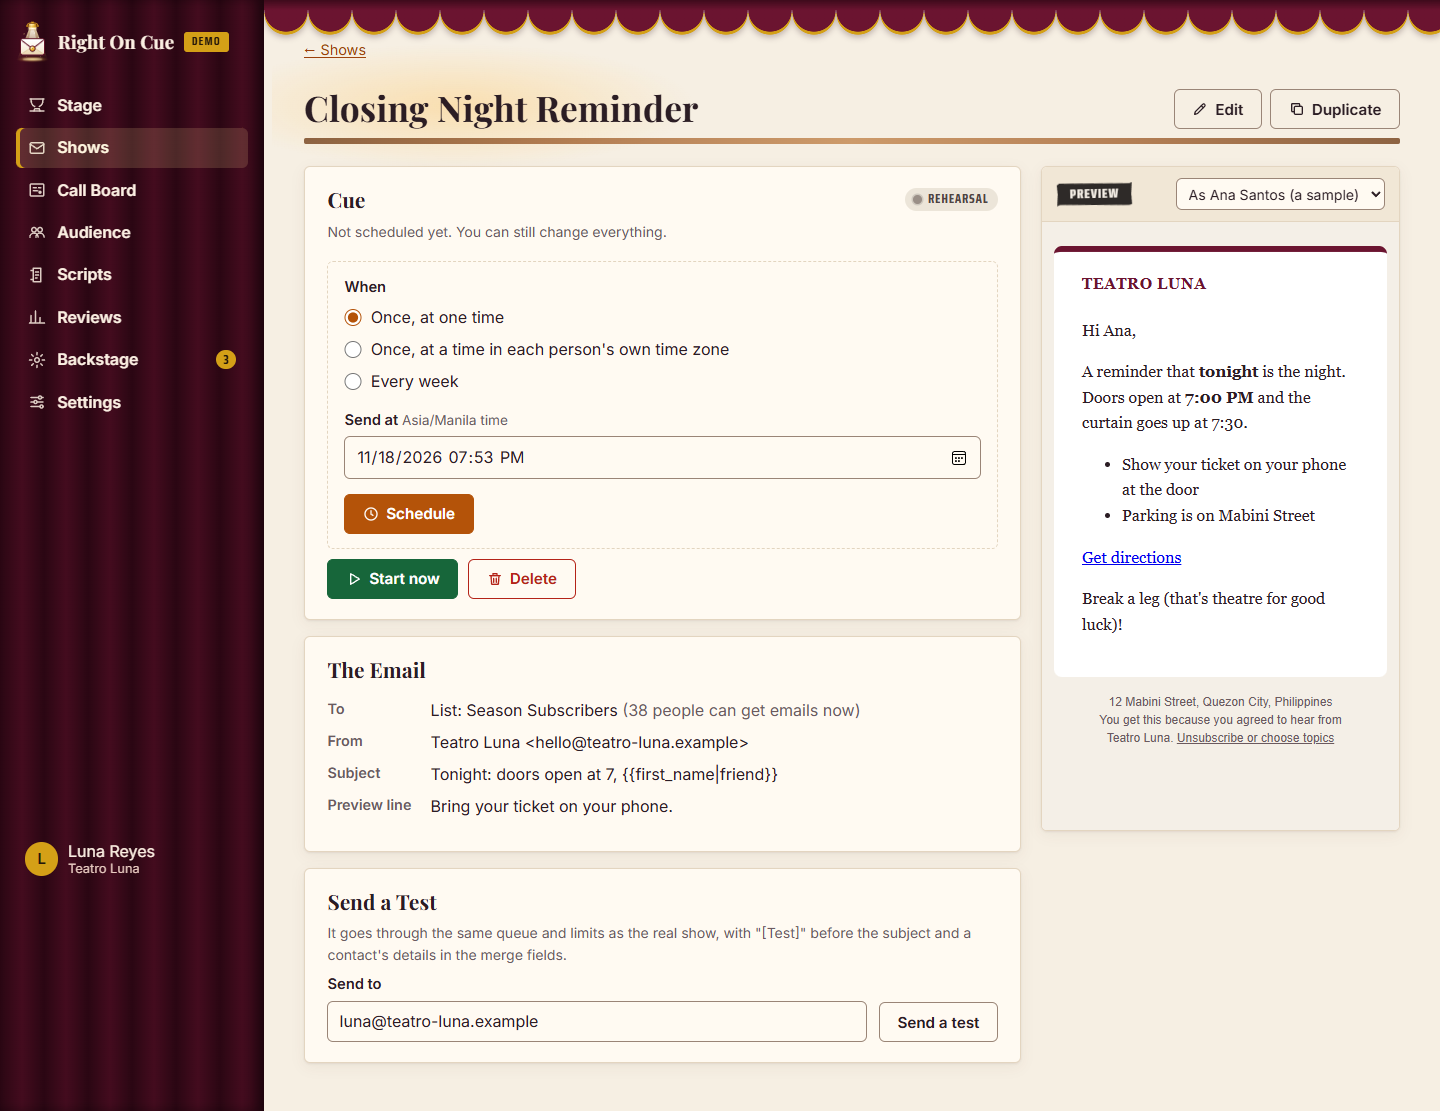 Right On Cue DEMO
Stage
Shows
Call Board
Audience
Scripts
Reviews
Backstage 3
Settings
L
Luna Reyes
Teatro Luna
← Shows
Closing Night Reminder
Edit
Duplicate
Cue
REHEARSAL
Not scheduled yet. You can still change everything.
When
Once, at one time
Once, at a time in each person's own time zone
Every week
Send at Asia/Manila time
11/18/2026 07:53 PM
Schedule
Start now
Delete
The Email
To List: Season Subscribers (38 people can get emails now)
From Teatro Luna <hello@teatro-luna.example>
Subject Tonight: doors open at 7, {{first_name|friend}}
Preview line Bring your ticket on your phone.
Send a Test
It goes through the same queue and limits as the real show, with "[Test]" before the subject and a
contact's details in the merge fields.
Send to
luna@teatro-luna.example
Send a test
PREVIEW
As Ana Santos (a sample)
TEATRO LUNA
Hi Ana,
A reminder that tonight is the night.
Doors open at 7:00 PM and the
curtain goes up at 7:30.
• Show your ticket on your phone
at the door
• Parking is on Mabini Street
Get directions
Break a leg (that's theatre for good
luck)!
12 Mabini Street, Quezon City, Philippines
You get this because you agreed to hear from
Teatro Luna. Unsubscribe or choose topics